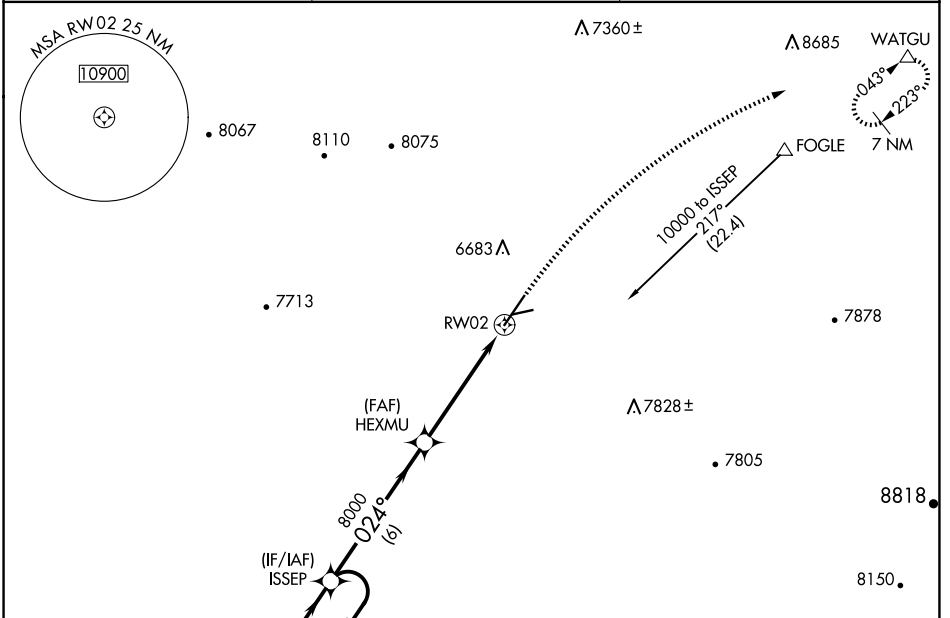 MSA RW02 25 NM
10900
7360±
8685
WATGU
043°
223°
7 NM
8067
8110
8075
FOGLE
10000 to ISSEP
217°
(22.4)
6683
7713
RW02
7878
(FAF)
HEXMU
7828±
7805
8000
024°
(6)
8818
(IF/IAF)
ISSEP
8150